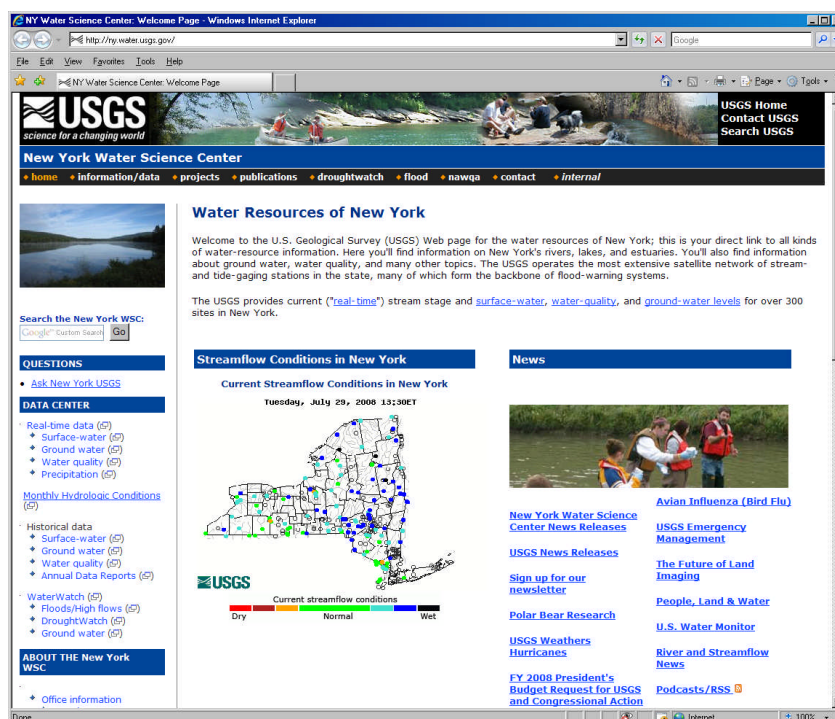 NY Water Science Center: Welcome Page - Windows Internet Explorer
http://ny.water.usgs.gov/
Google
File Edit View Favorites Tools Help
NY Water Science Center: Welcome Page
Page Tools
USGS
science for a changing world
USGS Home
Contact USGS
Search USGS
New York Water Science Center
home information/data projects publications droughtwatch flood nawqa contact internal
Water Resources of New York
Welcome to the U.S. Geological Survey (USGS) Web page for the water resources of New York; this is your direct link to all kinds
of water-resource information. Here you'll find information on New York's rivers, lakes, and estuaries. You'll also find information
about ground water, water quality, and many other topics. The USGS operates the most extensive satellite network of stream-
and tide-gaging stations in the state, many of which form the backbone of flood-warning systems.
The USGS provides current ("real-time") stream stage and surface-water, water-quality, and ground-water levels for over 300
sites in New York.
Search the New York WSC:
Google Custom Search Go
QUESTIONS
Ask New York USGS
DATA CENTER
Real-time data
Surface-water
Ground water
Water quality
Precipitation
Monthly Hydrologic Conditions
Historical data
Surface-water
Ground water
Water quality
Annual Data Reports
WaterWatch
Floods/High flows
DroughtWatch
Ground water
ABOUT THE New York
WSC
Office information
Streamflow Conditions in New York
Current Streamflow Conditions in New York
Tuesday, July 29, 2008 13:30ET
USGS
Current streamflow conditions
Dry Normal Wet
News
New York Water Science
Center News Releases
USGS News Releases
Sign up for our
newsletter
Polar Bear Research
USGS Weathers
Hurricanes
FY 2008 President's
Budget Request for USGS
and Congressional Action
Avian Influenza (Bird Flu)
USGS Emergency
Management
The Future of Land
Imaging
People, Land & Water
U.S. Water Monitor
River and Streamflow
News
Podcasts/RSS
Done Internet 100%